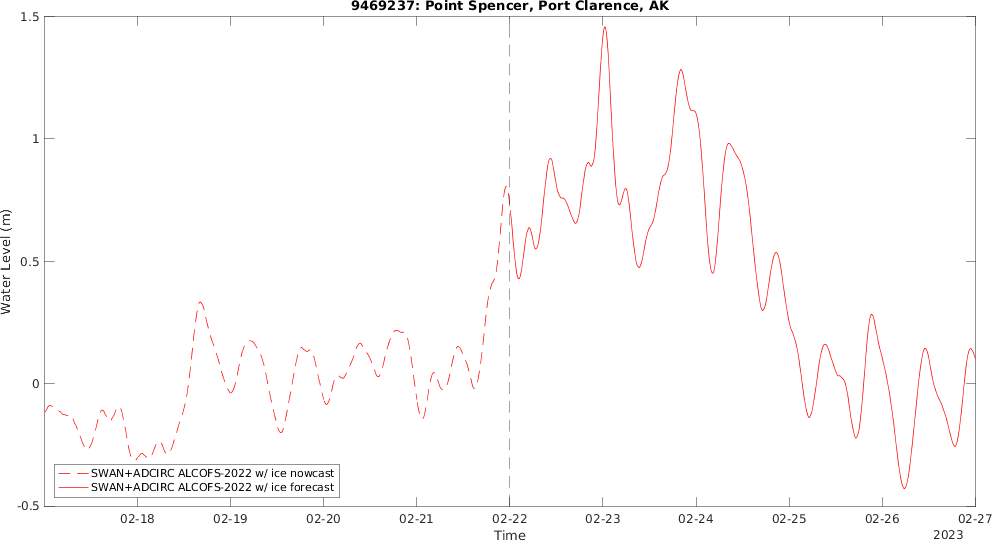 9469237: Point Spencer, Port Clarence, AK
1.5
1
0.5
0
-0.5
Water Level (m)
SWAN+ADCIRC ALCOFS-2022 w/ ice nowcast
SWAN+ADCIRC ALCOFS-2022 w/ ice forecast
02-18 02-19 02-20 02-21 02-22 02-23 02-24 02-25 02-26 02-27
Time
2023